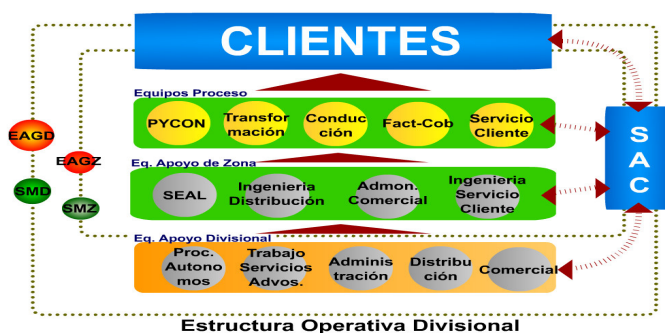 CLIENTES
Equipos Proceso
PYCON
Transfor
mación
Conduc
ción
Fact-Cob
Servicio
Cliente
EAGD
EAGZ
SMD
SMZ
SAC
Eq. Apoyo de Zona
SEAL
Ingenieria
Distribución
Admon.
Comercial
Ingenieria
Servicio
Cliente
Eq. Apoyo Divisional
Proc.
Autono
mos
Trabajo
Servicios
Advos.
Adminis
tración
Distribu
ción
Comercial
Estructura Operativa Divisional